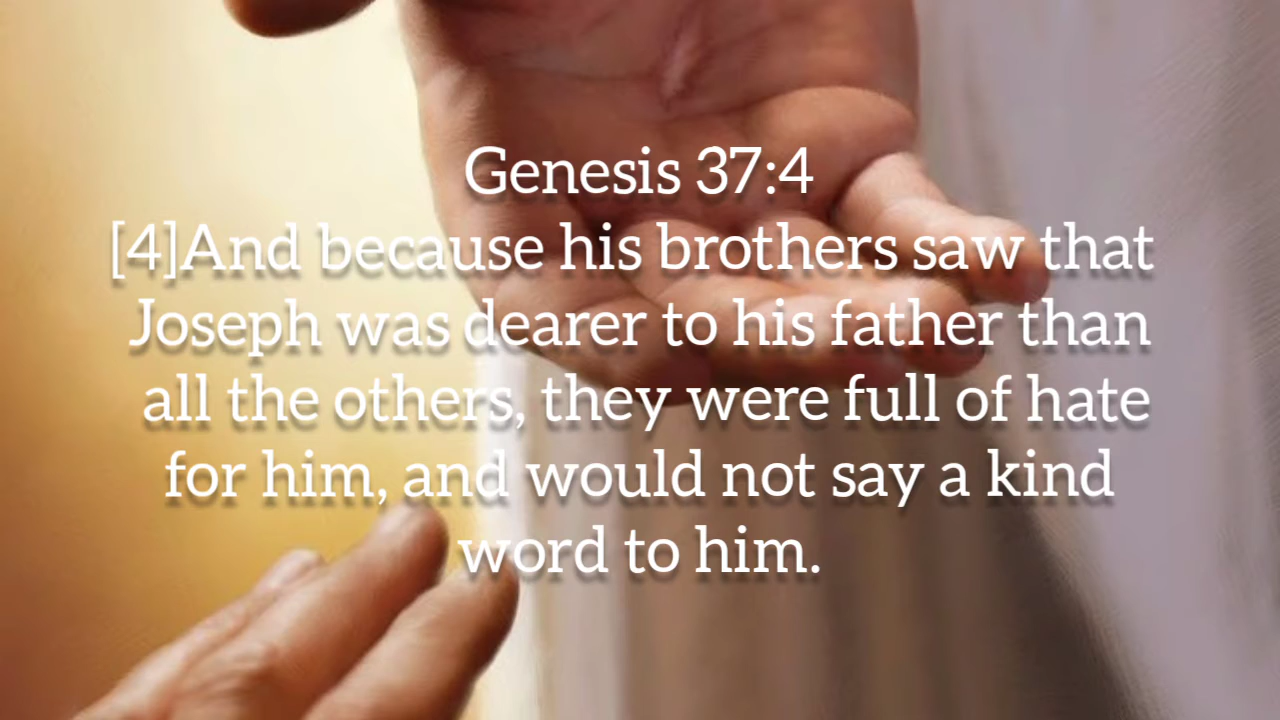 Genesis 37:4
[4]And because his brothers saw that
Joseph was dearer to his father than
all the others, they were full of hate
for him, and would not say a kind
word to him.